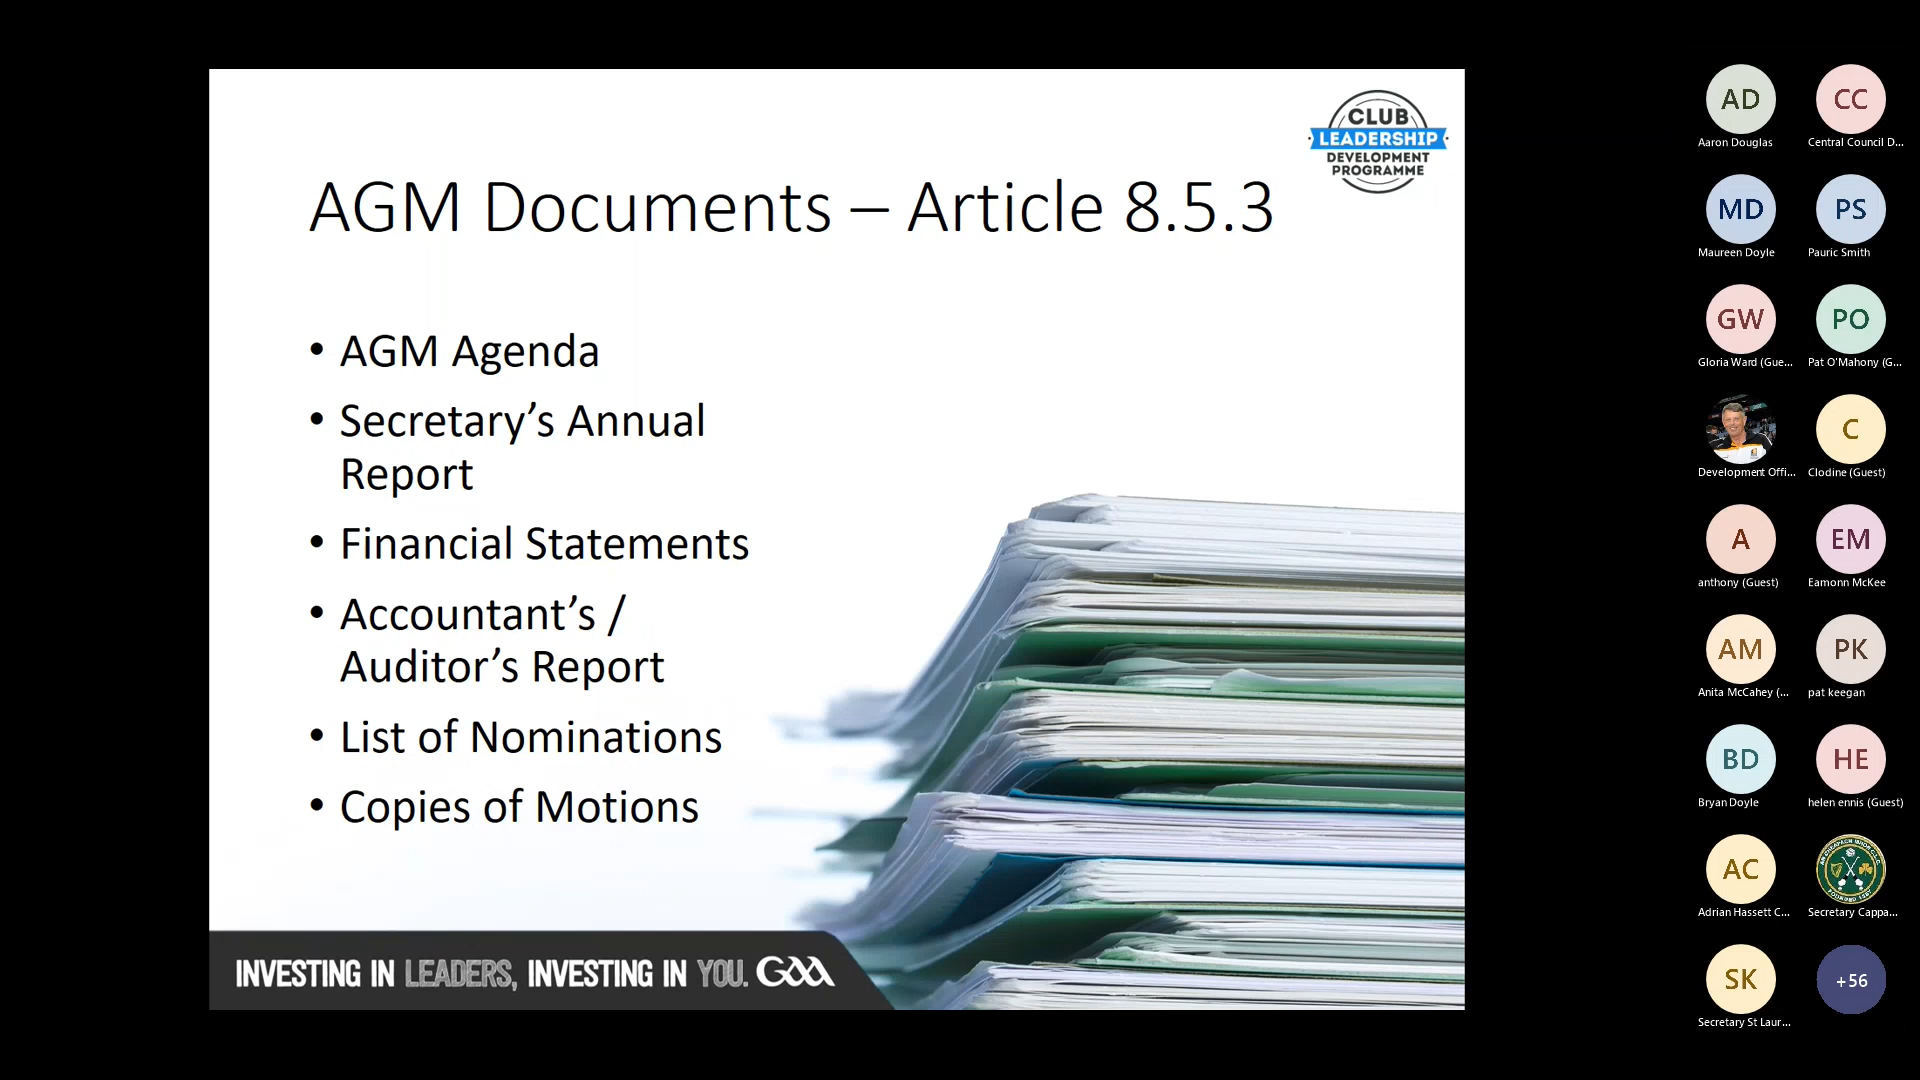 CLUB
LEADERSHIP
DEVELOPMENT
PROGRAMME
AGM Documents – Article 8.5.3
• AGM Agenda
• Secretary’s Annual
Report
• Financial Statements
• Accountant’s /
Auditor’s Report
• List of Nominations
• Copies of Motions
INVESTING IN LEADERS, INVESTING IN YOU. GAA
AD
Aaron Douglas
CC
Central Council D...
MD
Maureen Doyle
PS
Pauric Smith
GW
Gloria Ward (Gue...
PO
Pat O'Mahony (G...
Development Offi...
C
Clodine (Guest)
A
anthony (Guest)
EM
Eamonn McKee
AM
Anita McCahey (...
PK
pat keegan
BD
Bryan Doyle
HE
helen ennis (Guest)
AC
Adrian Hassett C...
Secretary Cappa...
SK
Secretary St Laur...
+56